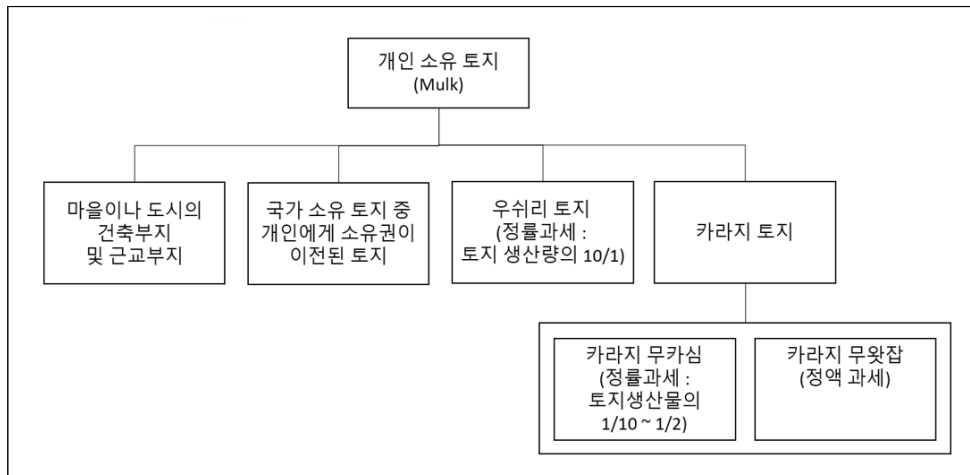 개인 소유 토지
(Mulk)
마을이나 도시의
건축부지
및 근교부지
국가 소유 토지 중
개인에게 소유권이
이전된 토지
우쉬리 토지
(정률과세 :
토지 생산량의 10/1)
카라지 토지
카라지 무카심
(정률과세 :
토지생산물의
1/10 ~ 1/2)
카라지 무왓잡
(정액 과세)